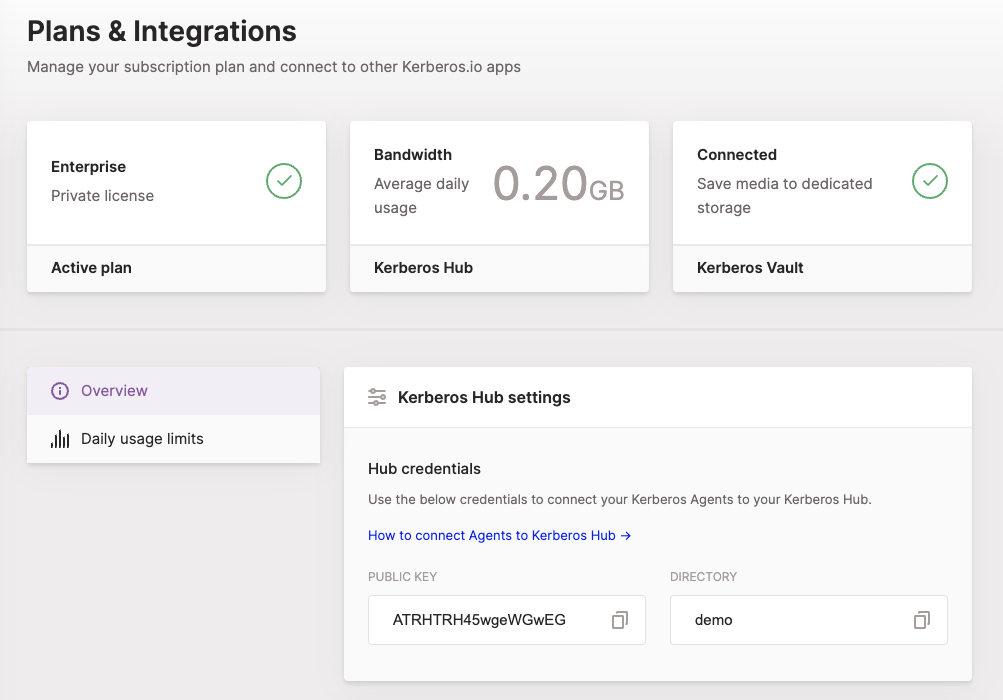 Plans & Integrations
Manage your subscription plan and connect to other Kerberos.io apps
Enterprise
Private license
Active plan
Bandwidth
Average daily
usage
0.20GB
Kerberos Hub
Connected
Save media to dedicated
storage
Kerberos Vault
Overview
Daily usage limits
Kerberos Hub settings
Hub credentials
Use the below credentials to connect your Kerberos Agents to your Kerberos Hub.
How to connect Agents to Kerberos Hub →
PUBLIC KEY
ATRHTRH45wgeWGwEG
DIRECTORY
demo